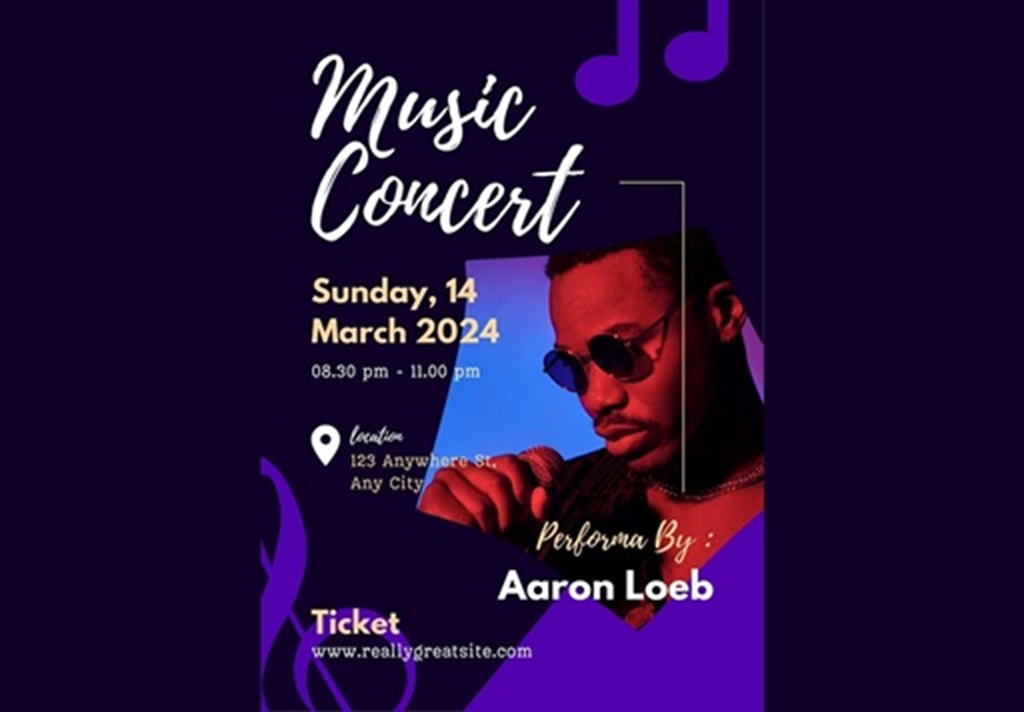 Music
Concert
Sunday, 14
March 2024
08.30 pm - 11.00 pm
location
123 Anywhere St.,
Any City
Performa By :
Aaron Loeb
Ticket
www.reallygreatsite.com